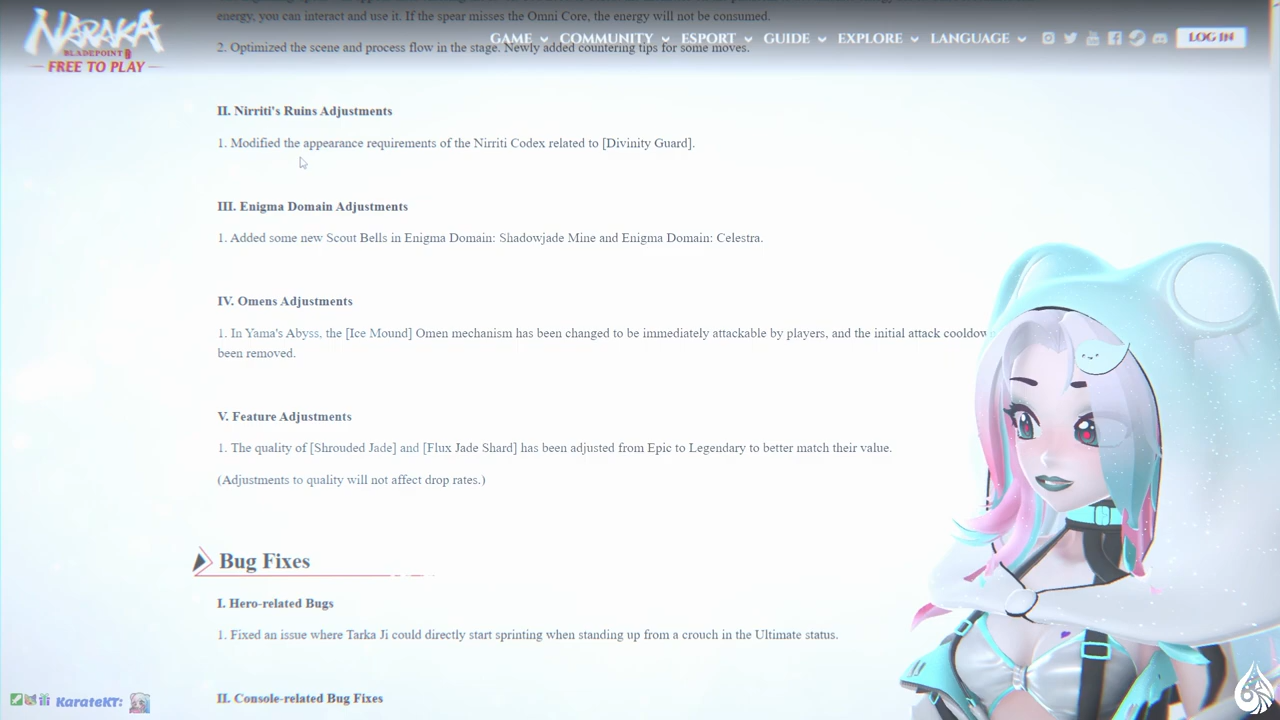 energy, you can interact and use it. If the spear misses the Omni Core, the energy will not be consumed.
NARAKA
BLADEPOINT
FREE TO PLAY
GAME COMMUNITY ESPORT GUIDE EXPLORE LANGUAGE LOG IN
2. Optimized the scene and process flow in the stage. Newly added countering tips for some moves.
II. Nirriti's Ruins Adjustments
1. Modified the appearance requirements of the Nirriti Codex related to [Divinity Guard].
III. Enigma Domain Adjustments
1. Added some new Scout Bells in Enigma Domain: Shadowjade Mine and Enigma Domain: Celestra.
IV. Omens Adjustments
1. In Yama's Abyss, the [Ice Mound] Omen mechanism has been changed to be immediately attackable by players, and the initial attack cooldow
been removed.
V. Feature Adjustments
1. The quality of [Shrouded Jade] and [Flux Jade Shard] has been adjusted from Epic to Legendary to better match their value.
(Adjustments to quality will not affect drop rates.)
Bug Fixes
I. Hero-related Bugs
1. Fixed an issue where Tarka Ji could directly start sprinting when standing up from a crouch in the Ultimate status.
II. Console-related Bug Fixes
KarateKT: